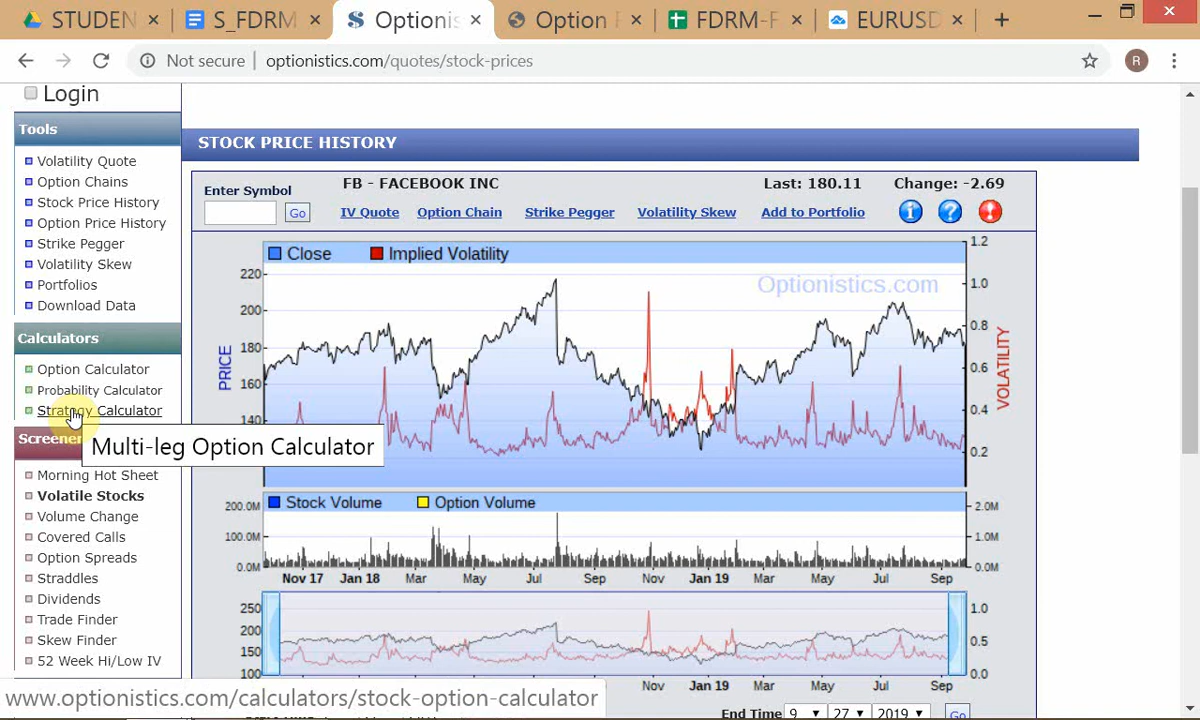 STUDEN
S_FDRM
Optionis
Option
FDRM-F
EURUSD
Not secure | optionistics.com/quotes/stock-prices
R
Login
Tools
Volatility Quote
Option Chains
Stock Price History
Option Price History
Strike Pegger
Volatility Skew
Portfolios
Download Data
Calculators
Option Calculator
Probability Calculator
Strategy Calculator
Multi-leg Option Calculator
Screener
Morning Hot Sheet
Volatile Stocks
Volume Change
Covered Calls
Option Spreads
Straddles
Dividends
Trade Finder
Skew Finder
52 Week Hi/Low IV
www.optionistics.com/calculators/stock-option-calculator
STOCK PRICE HISTORY
Enter Symbol
Go
FB - FACEBOOK INC
Last: 180.11 Change: -2.69
IV Quote Option Chain Strike Pegger Volatility Skew Add to Portfolio
Close Implied Volatility
Optionistics.com
PRICE
220
200
180
160
140
1.2
1.0
0.8
0.6
0.4
0.2
VOLATILITY
Stock Volume Option Volume
200.0M
100.0M
0.0M
2.0M
1.0M
0.0M
Nov 17 Jan 18 Mar May Jul Sep Nov Jan 19 Mar May Jul Sep
250
200
150
100
1.0
0.5
0.0
Nov Jan 19 Mar May Jul Sep
End Time 9 27 2019 Go